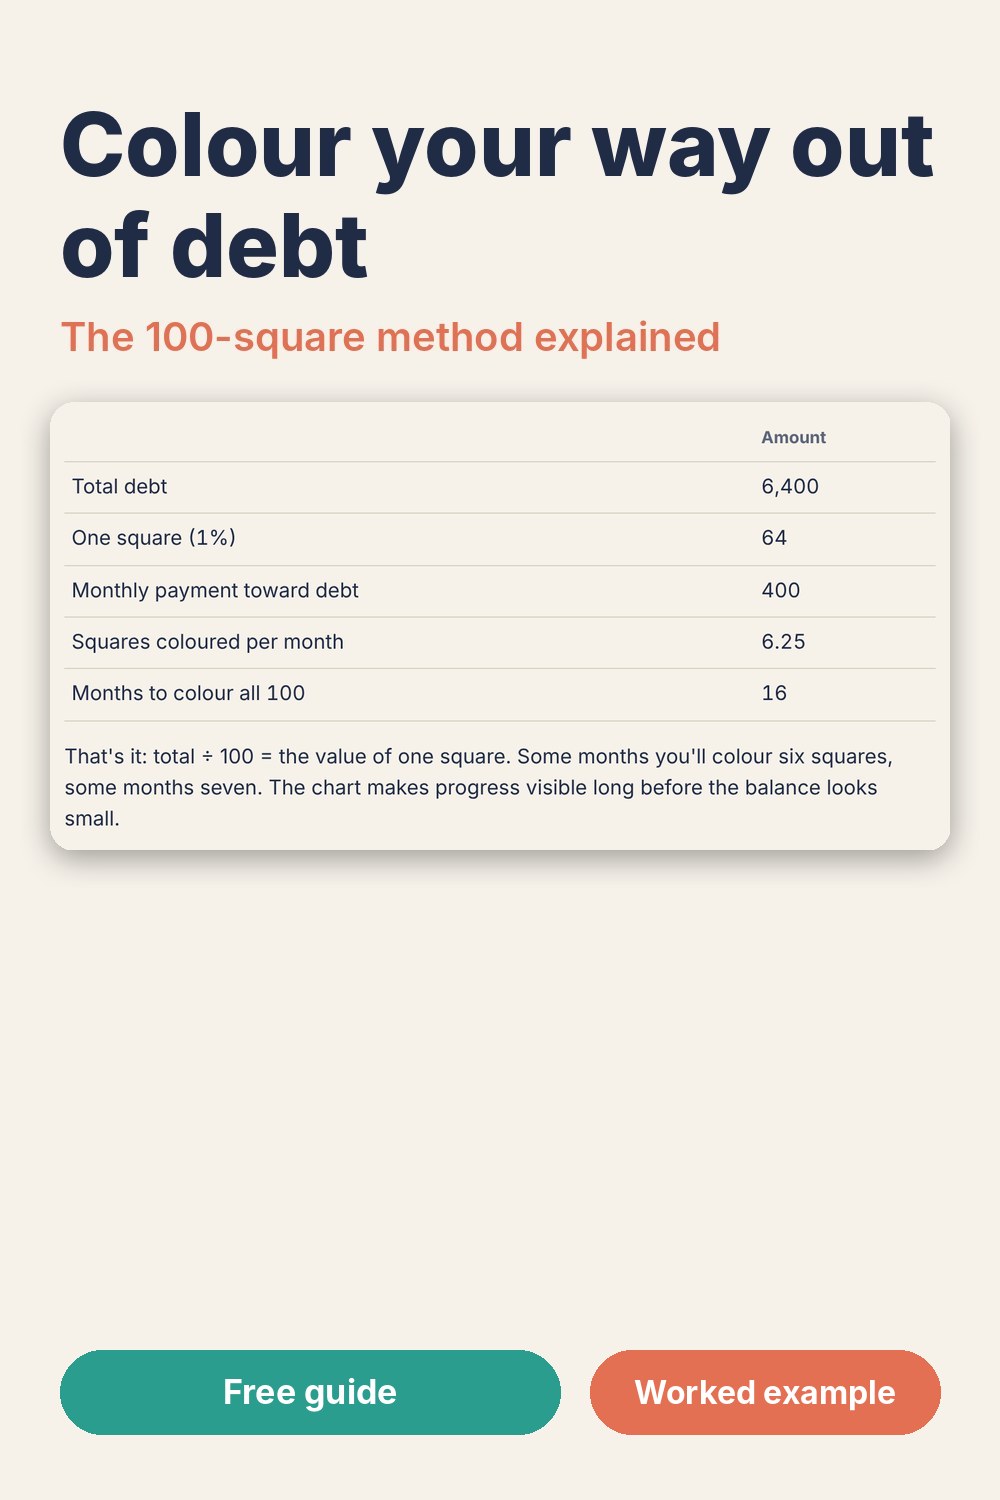 Colour your way out
of debt
The 100-square method explained
Amount
Total debt 6,400
One square (1%) 64
Monthly payment toward debt 400
Squares coloured per month 6.25
Months to colour all 100 16
That's it: total ÷ 100 = the value of one square. Some months you'll colour six squares,
some months seven. The chart makes progress visible long before the balance looks
small.
Free guide
Worked example